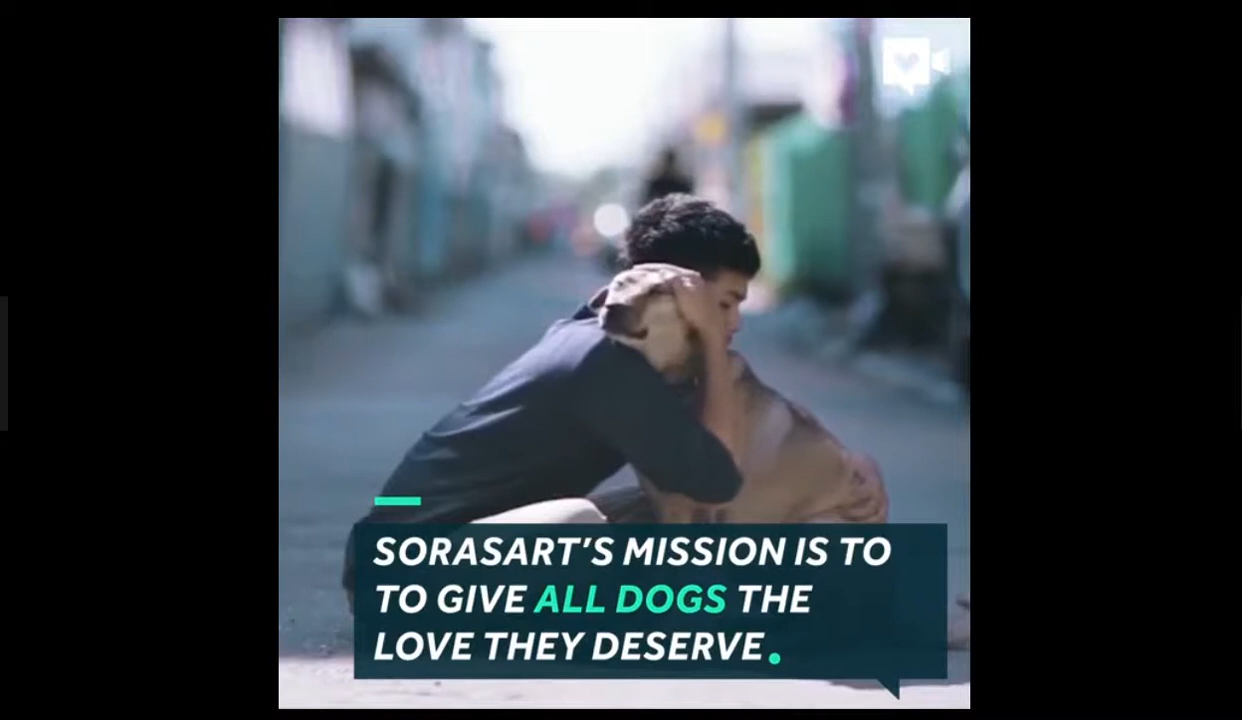 SORASART'S MISSION IS TO
TO GIVE ALL DOGS THE
LOVE THEY DESERVE.